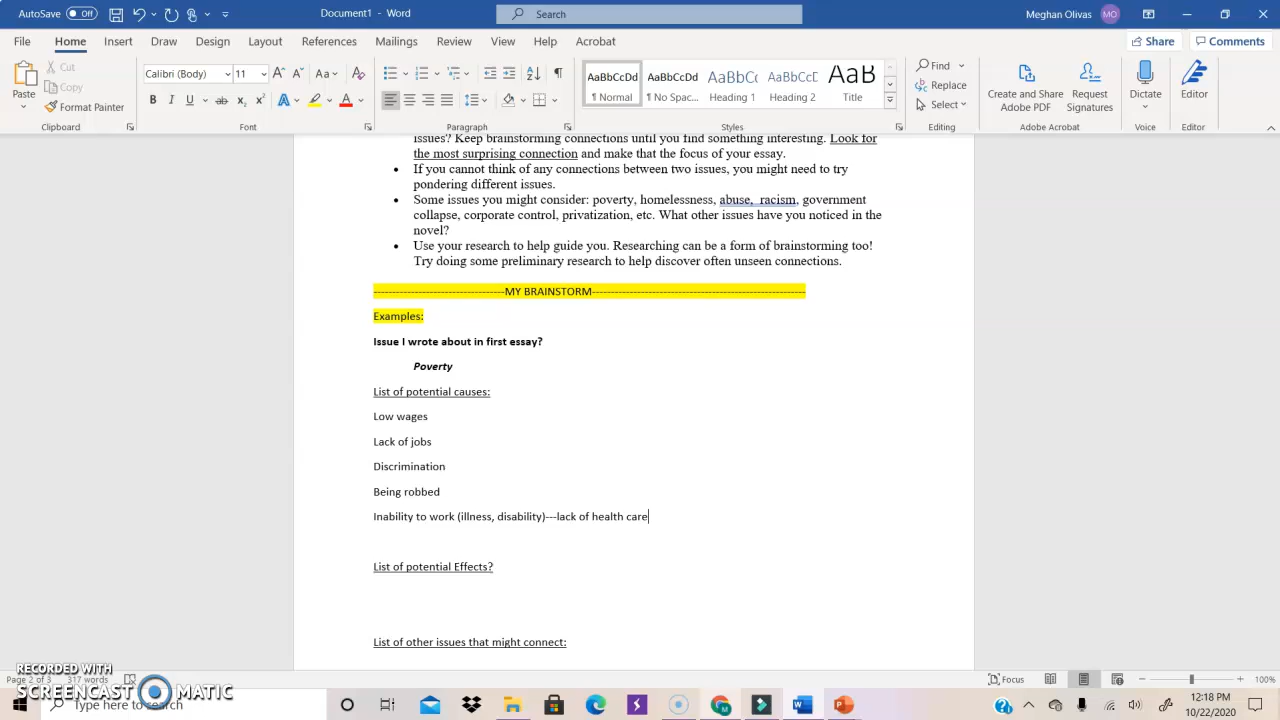 AutoSave Off
Search
Meghan Olivas MO
File Home Insert Draw Design Layout References Mailings Review View Help Acrobat Share Comments
Cut
Copy
Format Painter
Paste
Calibri (Body) 11
AaBbCcDd AaBbCcDd AaBbCc AaBbCcD AaB
¶ Normal ¶ No Spac... Heading 1 Heading 2 Title
Find
Replace
Select
Create and Share Adobe PDF
Request Signatures
Dictate
Editor
Clipboard Font Paragraph Styles Editing Adobe Acrobat Voice Editor
issues? Keep brainstorming connections until you find something interesting. Look for
the most surprising connection and make that the focus of your essay.
• If you cannot think of any connections between two issues, you might need to try
pondering different issues.
• Some issues you might consider: poverty, homelessness, abuse, racism, government
collapse, corporate control, privatization, etc. What other issues have you noticed in the
novel?
• Use your research to help guide you. Researching can be a form of brainstorming too!
Try doing some preliminary research to help discover often unseen connections.
-----------------------------------MY BRAINSTORM---------------------------------------------------------
Examples:
Issue I wrote about in first essay?
Poverty
List of potential causes:
Low wages
Lack of jobs
Discrimination
Being robbed
Inability to work (illness, disability)---lack of health care
List of potential Effects?
List of other issues that might connect:
RECORDED WITH
SCREENCAST MATIC
Page 2 of 3 317 words
Focus
100%
Type here to search
12:18 PM
10/22/2020